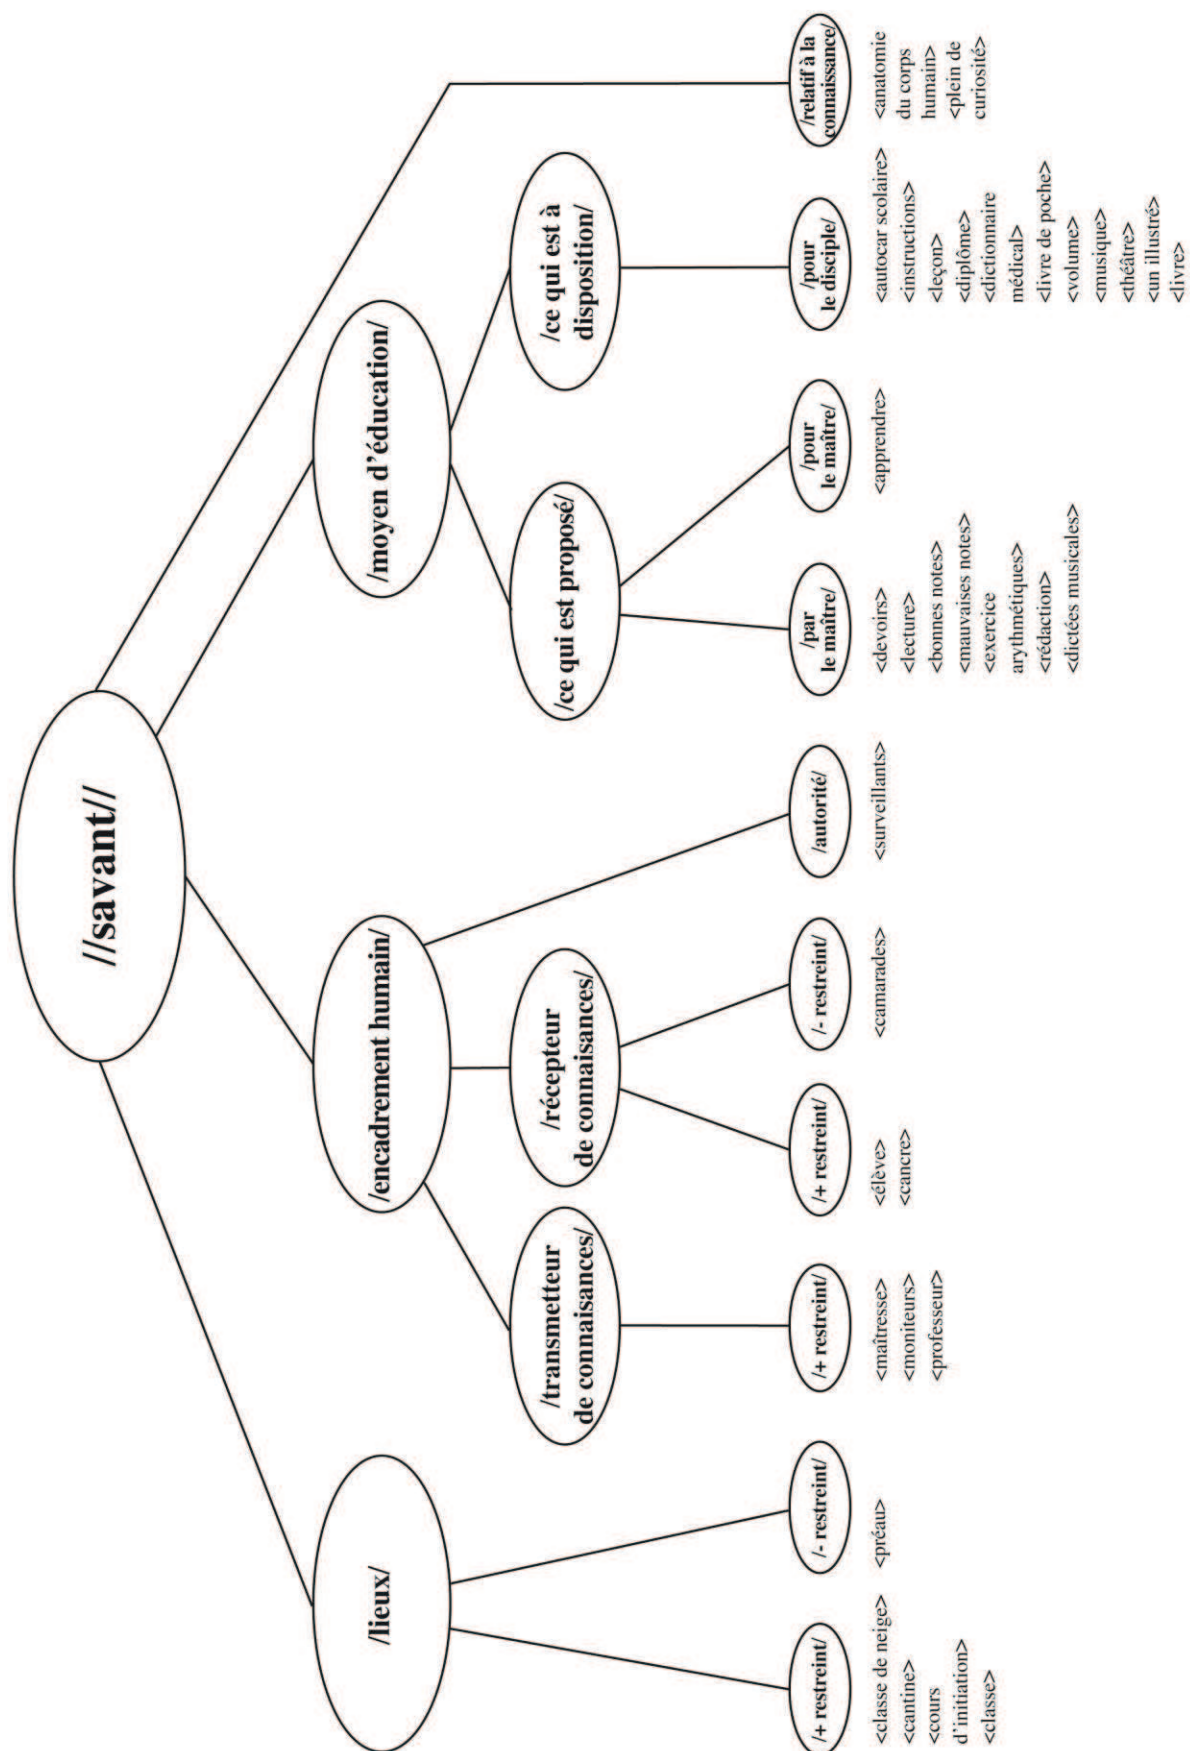 //savant//
/lieux/
/encadrement humain/
/moyen d'éducation/
/transmetteur
de connaisances/
/récepteur
de connaisances/
/ce qui est proposé/
/ce qui est à
disposition/
/+ restreint/
/- restreint/
/+ restreint/
/+ restreint/
/- restreint/
/autorité/
/par
le maître/
/pour
le maître/
/pour
le disciple/
/relatif à la
connaissance/
<classe de neige>
<cantine>
<cours
d'initiation>
<classe>
<préau>
<maîtresse>
<moniteurs>
<professeur>
<élève>
<cancre>
<camarades>
<surveillants>
<devoirs>
<lecture>
<bonnes notes>
<mauvaises notes>
<exercice
arythmétiques>
<rédaction>
<dictées musicales>
<apprendre>
<autocar scolaire>
<instructions>
<leçon>
<diplôme>
<dictionnaire
médical>
<livre de poche>
<volume>
<musique>
<théâtre>
<un illustré>
<livre>
<anatomie
du corps
humain>
<plein de
curiosité>